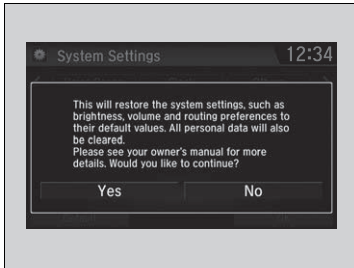 System Settings
12:34
This will restore the system settings, such as
brightness, volume and routing preferences to
their default values. All personal data will also
be cleared.
Please see your owner's manual for more
details. Would you like to continue?
Yes
No
Default